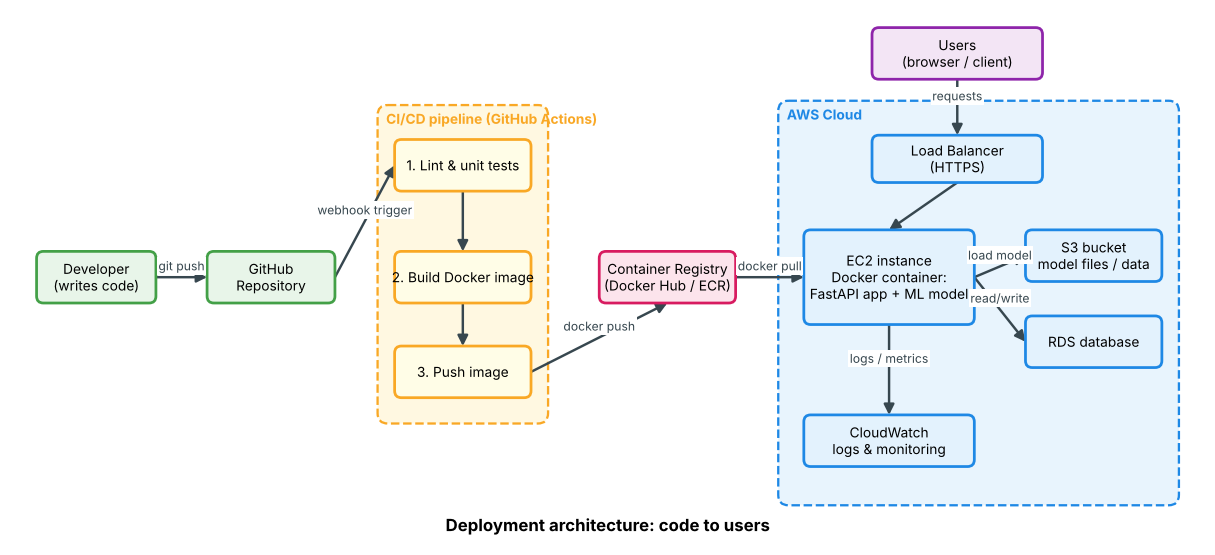 Users
(browser / client)
requests
AWS Cloud
CI/CD pipeline (GitHub Actions)
Load Balancer
(HTTPS)
1. Lint & unit tests
webhook trigger
Developer
(writes code)
git push
GitHub
Repository
2. Build Docker image
Container Registry
(Docker Hub / ECR)
docker pull
EC2 instance
Docker container:
FastAPI app + ML model
load model
S3 bucket
model files / data
read/write
RDS database
docker push
3. Push image
logs / metrics
CloudWatch
logs & monitoring
Deployment architecture: code to users